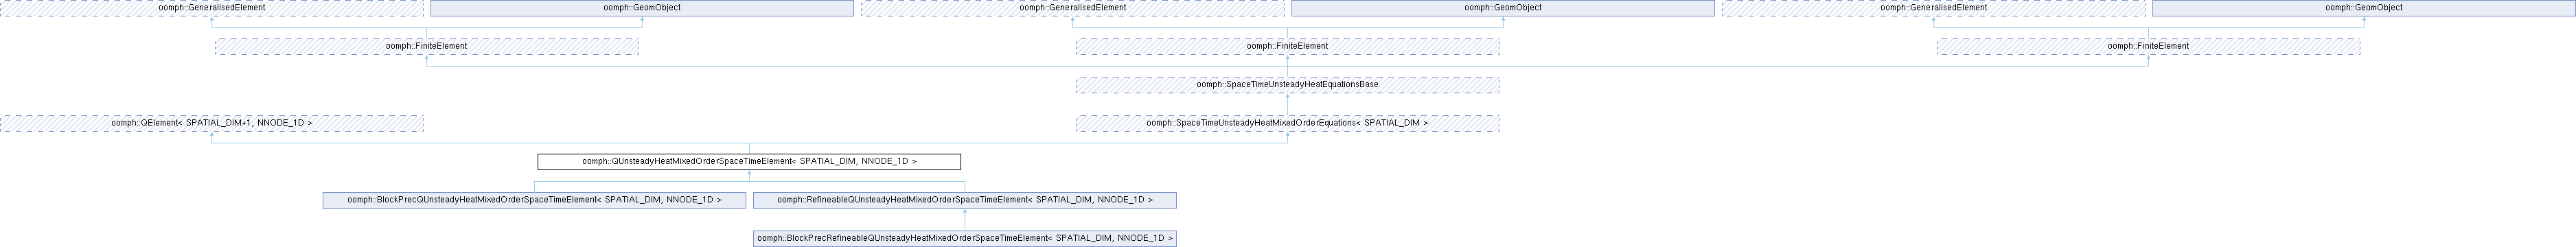 oomph::GeneralisedElement
oomph::GeomObject
oomph::GeneralisedElement
oomph::GeomObject
oomph::GeneralisedElement
oomph::GeomObject
oomph::FiniteElement
oomph::FiniteElement
oomph::FiniteElement
oomph::SpaceTimeUnsteadyHeatEquationsBase
oomph::QElement< SPATIAL_DIM+1, NNODE_1D >
oomph::SpaceTimeUnsteadyHeatMixedOrderEquations< SPATIAL_DIM >
oomph::QUnsteadyHeatMixedOrderSpaceTimeElement< SPATIAL_DIM, NNODE_1D >
oomph::BlockPrecQUnsteadyHeatMixedOrderSpaceTimeElement< SPATIAL_DIM, NNODE_1D >
oomph::RefineableQUnsteadyHeatMixedOrderSpaceTimeElement< SPATIAL_DIM, NNODE_1D >
oomph::BlockPrecRefineableQUnsteadyHeatMixedOrderSpaceTimeElement< SPATIAL_DIM, NNODE_1D >